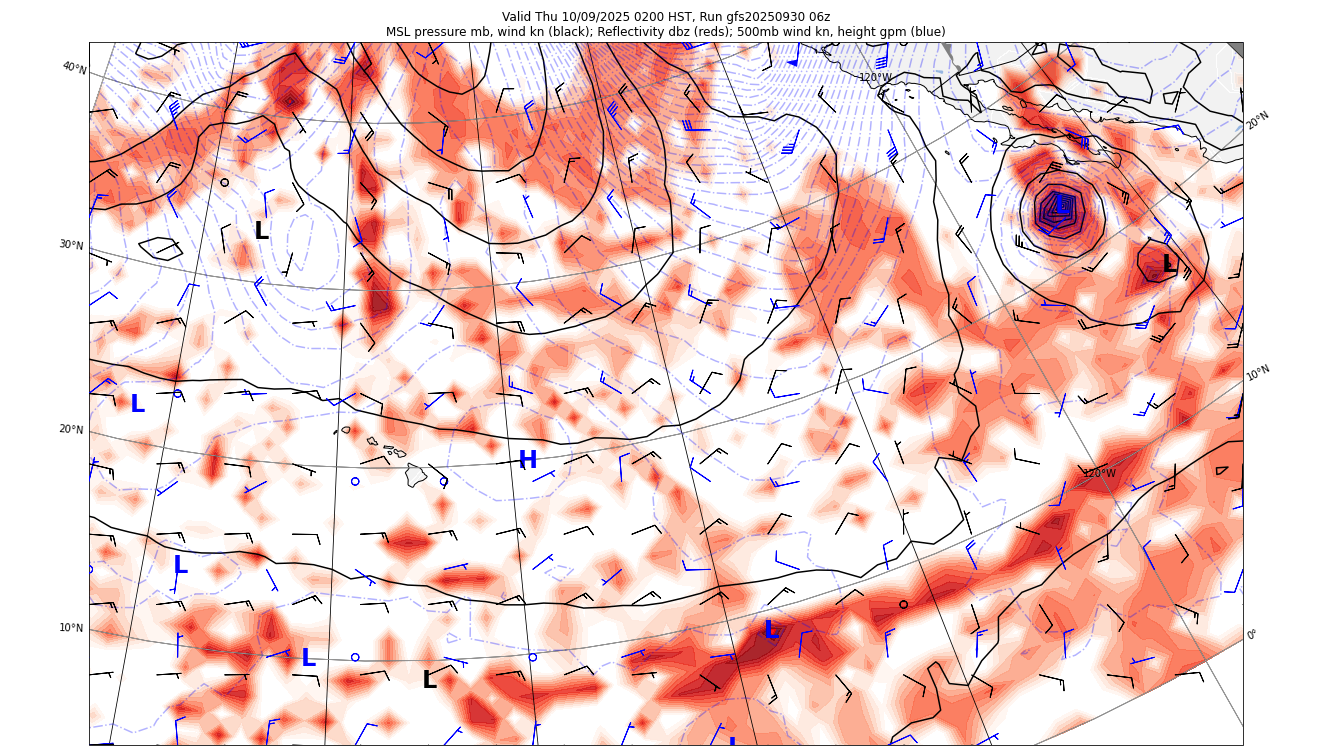 Valid Thu 10/09/2025 0200 HST, Run gfs20250930 06z
MSL pressure mb, wind kn (black); Reflectivity dbz (reds); 500mb wind kn, height gpm (blue)
40°N
120°W
20°N
L
L
30°N
L
L
10°N
L
20°N
H
120°W
L
10°N
L
0°
L
L
L